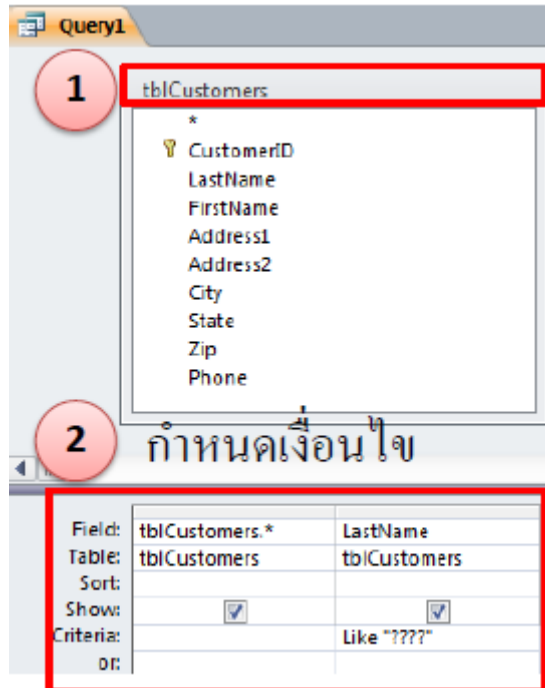 Query1
1
tblCustomers
*
CustomerID
LastName
FirstName
Address1
Address2
City
State
Zip
Phone
2 กำหนดเงื่อนไข
Field: tblCustomers.* LastName
Table: tblCustomers tblCustomers
Sort:
Show:
Criteria: Like "????"
or: